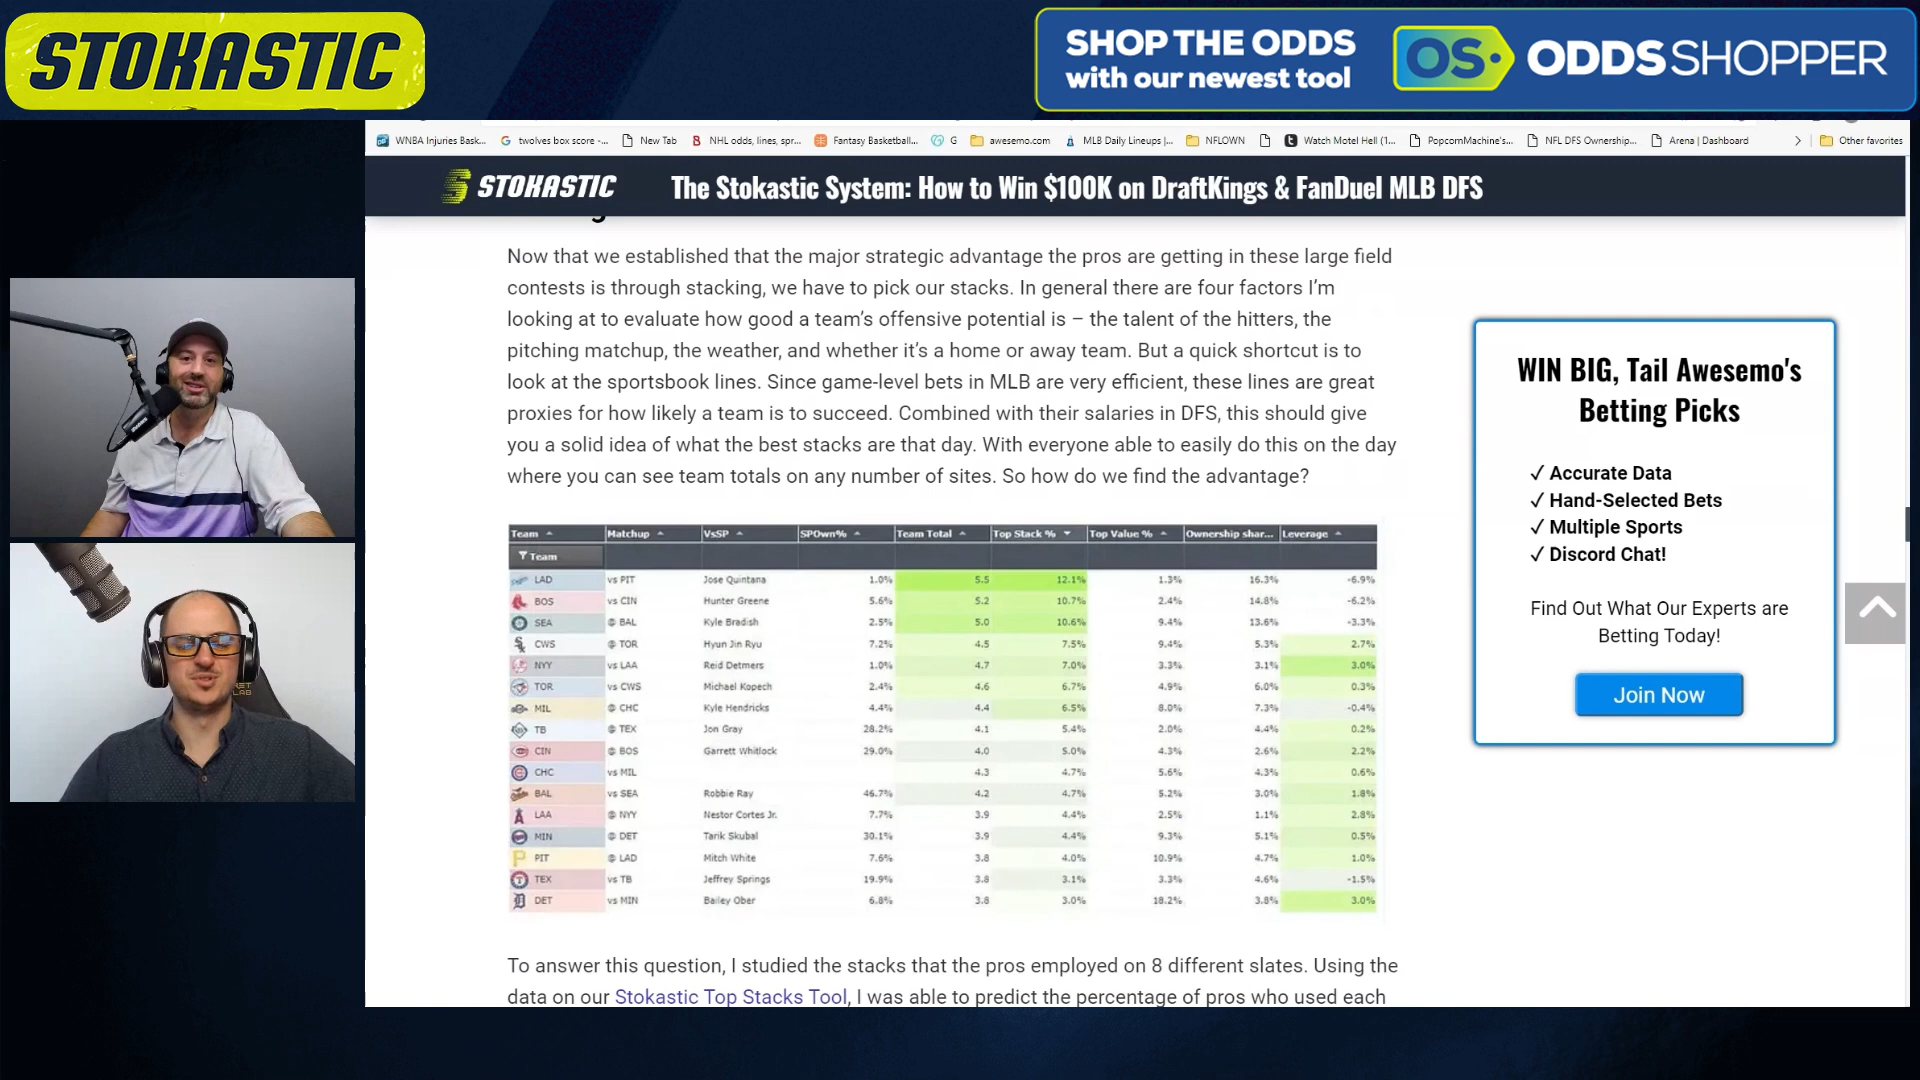 STOKASTIC
SHOP THE ODDS
with our newest tool
OS.
ODDSSHOPPER
WNBA Injuries Bask...
twolves box score -...
New Tab
NHL odds, lines, spr...
Fantasy Basketball...
G
awesemo.com
MLB Daily Lineups |...
NFLOWN
Watch Motel Hell (1...
PopcornMachine's...
NFL DFS Ownership...
Arena | Dashboard
Other favorites
STOKASTIC
The Stokastic System: How to Win $100K on DraftKings & FanDuel MLB DFS
Now that we established that the major strategic advantage the pros are getting in these large field
contests is through stacking, we have to pick our stacks. In general there are four factors I'm
looking at to evaluate how good a team's offensive potential is – the talent of the hitters, the
pitching matchup, the weather, and whether it's a home or away team. But a quick shortcut is to
look at the sportsbook lines. Since game-level bets in MLB are very efficient, these lines are great
proxies for how likely a team is to succeed. Combined with their salaries in DFS, this should give
you a solid idea of what the best stacks are that day. With everyone able to easily do this on the day
where you can see team totals on any number of sites. So how do we find the advantage?
Team Matchup VsSP SPOwn% Team Total Top Stack % Top Value % Ownership shar... Leverage
Team
LAD vs PIT Jose Quintana 1.0% 5.5 12.1% 1.3% 16.3% -6.9%
BOS vs CIN Hunter Greene 5.6% 5.2 10.7% 2.4% 14.8% -6.2%
SEA @ BAL Kyle Bradish 2.5% 5.0 10.6% 9.4% 13.6% -3.3%
CWS @ TOR Hyun Jin Ryu 7.2% 4.5 7.5% 9.4% 5.3% 2.7%
NYY vs LAA Reid Detmers 1.0% 4.7 7.0% 3.3% 3.1% 3.0%
TOR vs CWS Michael Kopech 2.4% 4.6 6.7% 4.9% 6.0% 0.3%
MIL @ CHC Kyle Hendricks 4.4% 4.4 6.5% 8.0% 7.3% -0.4%
TB @ TEX Jon Gray 28.2% 4.1 5.4% 2.0% 4.4% 0.2%
CIN @ BOS Garrett Whitlock 29.0% 4.0 5.0% 4.3% 2.6% 2.2%
CHC vs MIL 4.3 4.7% 5.6% 4.3% 0.6%
BAL vs SEA Robbie Ray 46.7% 4.2 4.7% 5.2% 3.0% 1.8%
LAA @ NYY Nestor Cortes Jr. 7.7% 3.9 4.4% 2.5% 1.1% 2.8%
MIN @ DET Tarik Skubal 30.1% 3.9 4.4% 9.3% 5.1% 0.5%
PIT @ LAD Mitch White 7.6% 3.8 4.0% 10.9% 4.7% 1.0%
TEX vs TB Jeffrey Springs 19.9% 3.8 3.1% 3.3% 4.6% -1.5%
DET vs MIN Bailey Ober 6.8% 3.8 3.0% 18.2% 3.8% 3.0%
To answer this question, I studied the stacks that the pros employed on 8 different slates. Using the
data on our Stokastic Top Stacks Tool, I was able to predict the percentage of pros who used each
WIN BIG, Tail Awesemo's
Betting Picks
✓ Accurate Data
✓ Hand-Selected Bets
✓ Multiple Sports
✓ Discord Chat!
Find Out What Our Experts are
Betting Today!
Join Now